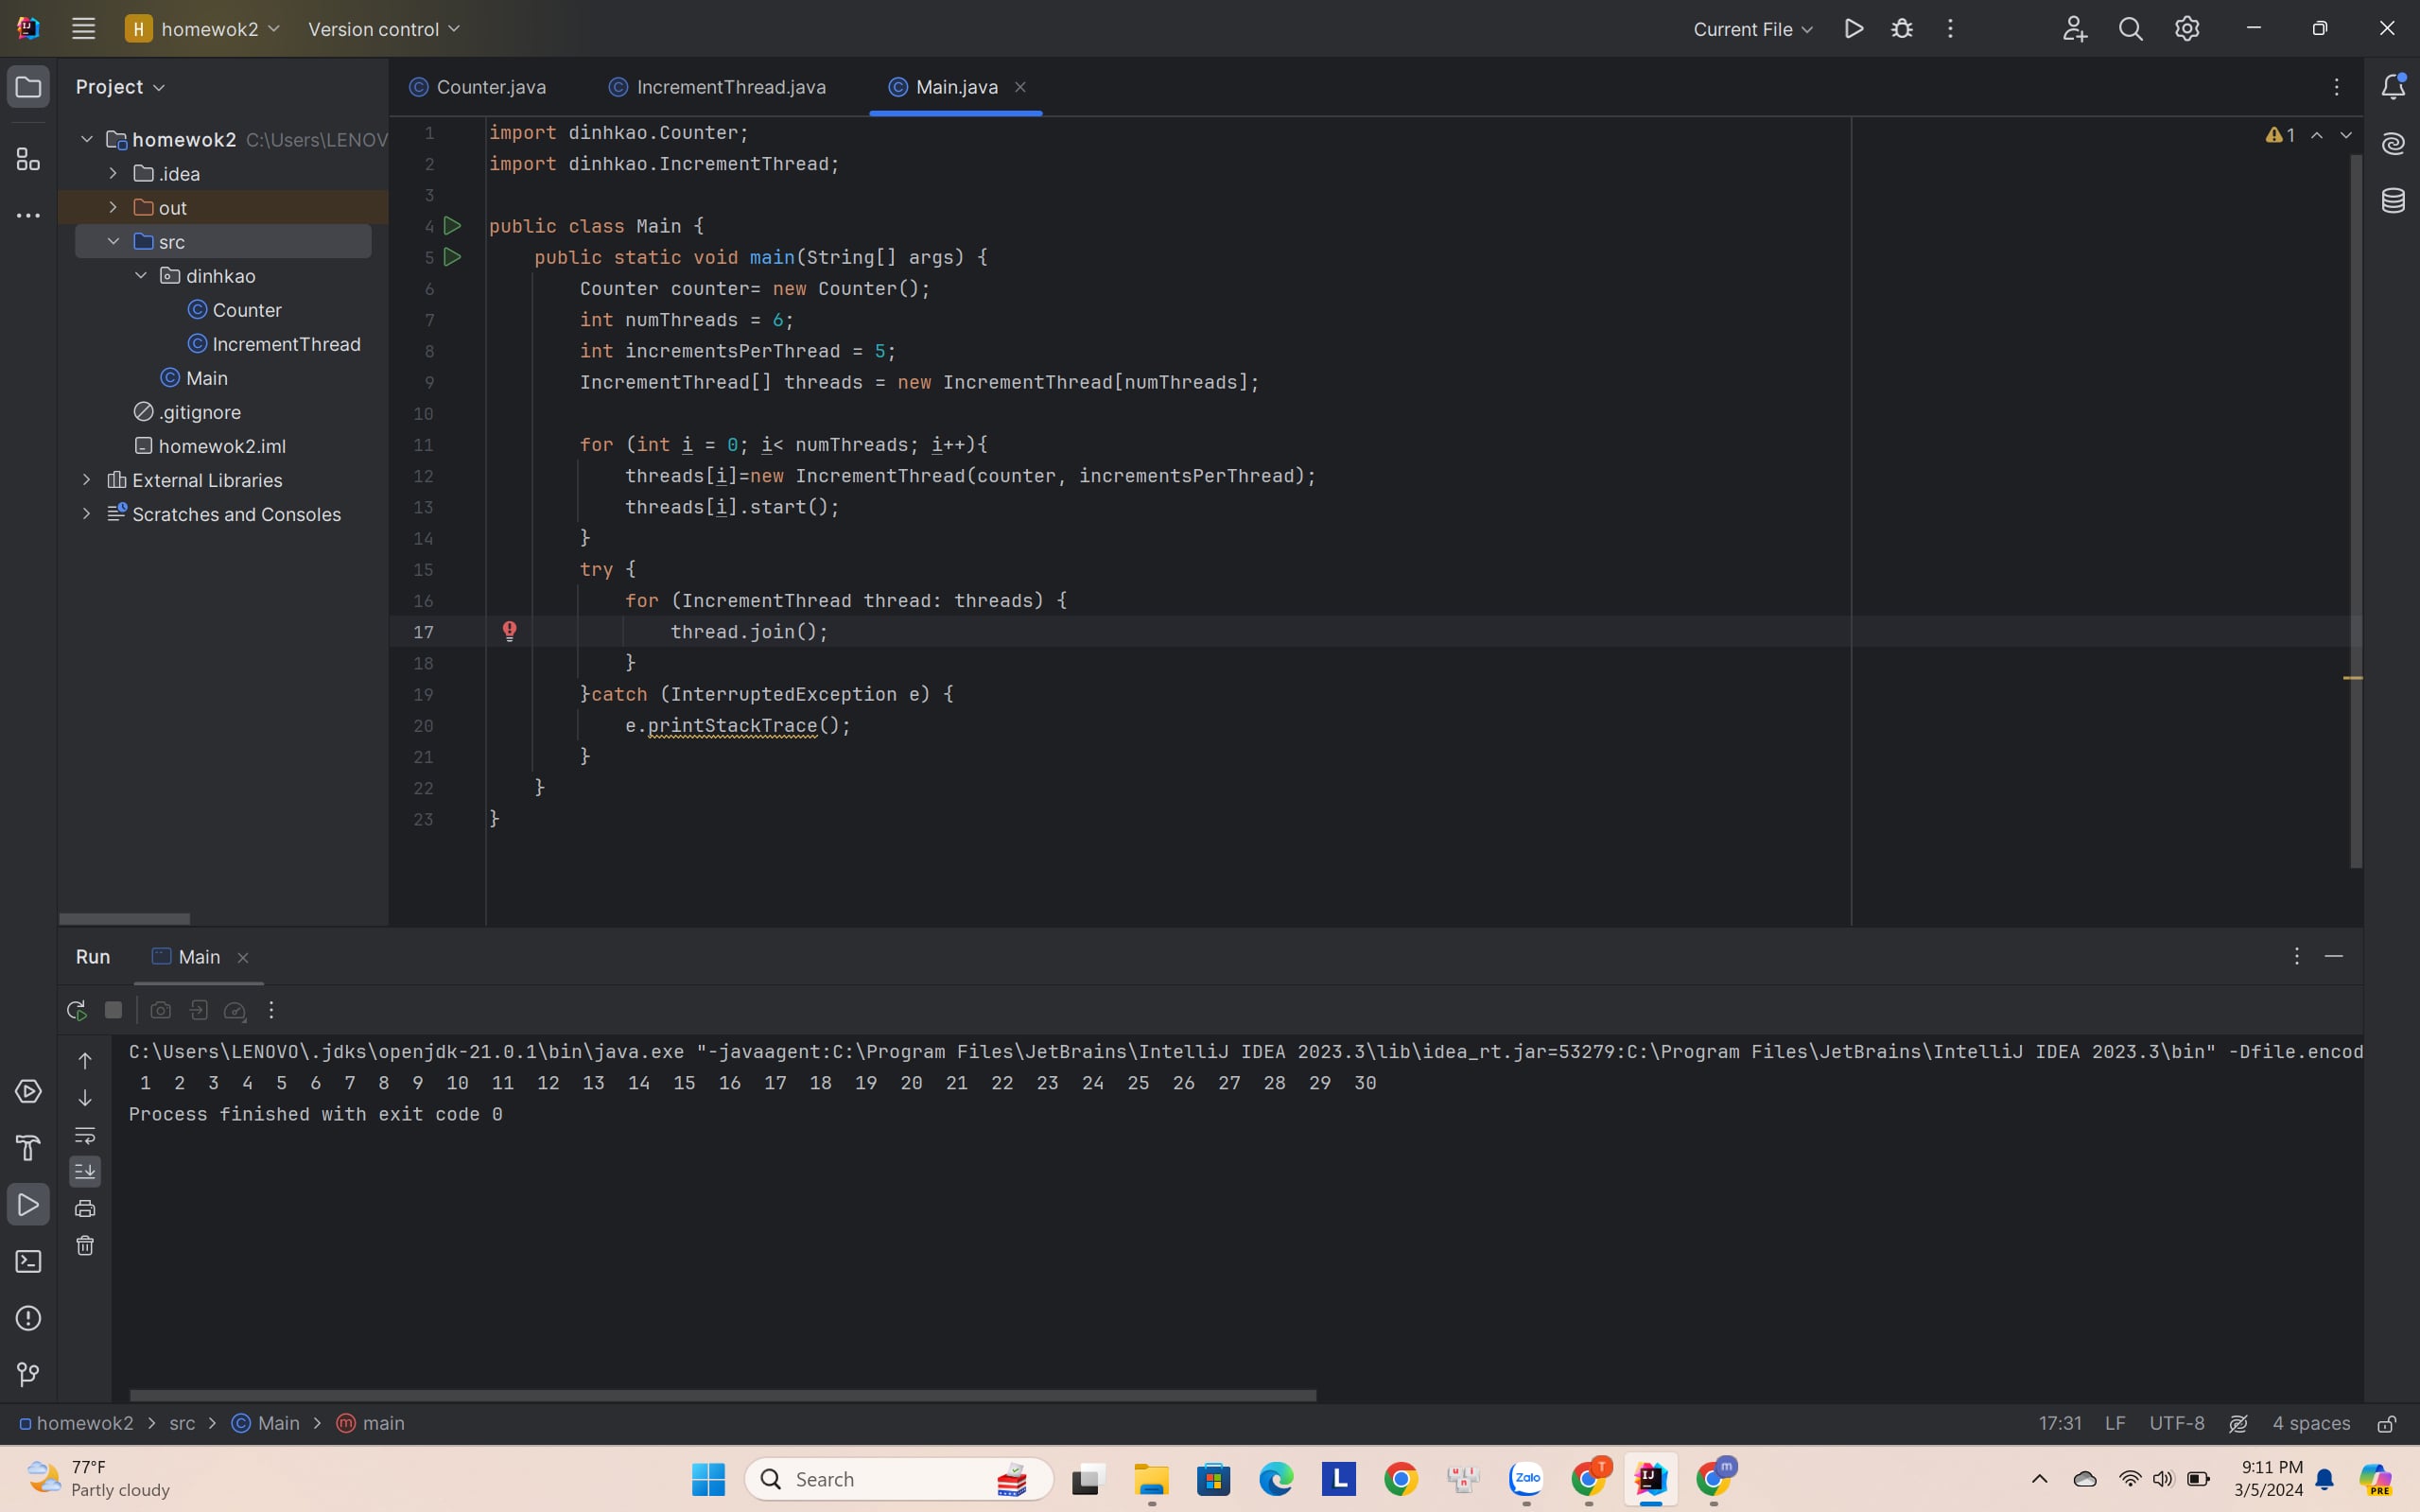 H homewok2 Version control Current File
Project
Counter.java IncrementThread.java Main.java
homewok2 C:\Users\LENOV
.idea
out
src
dinhkao
Counter
IncrementThread
Main
.gitignore
homewok2.iml
External Libraries
Scratches and Consoles
1 import dinhkao.Counter;
2 import dinhkao.IncrementThread;
3
4 public class Main {
5 public static void main(String[] args) {
6 Counter counter= new Counter();
7 int numThreads = 6;
8 int incrementsPerThread = 5;
9 IncrementThread[] threads = new IncrementThread[numThreads];
10
11 for (int i = 0; i< numThreads; i++){
12 threads[i]=new IncrementThread(counter, incrementsPerThread);
13 threads[i].start();
14 }
15 try {
16 for (IncrementThread thread: threads) {
17 thread.join();
18 }
19 }catch (InterruptedException e) {
20 e.printStackTrace();
21 }
22 }
23 }
1
Run Main
C:\Users\LENOVO\.jdks\openjdk-21.0.1\bin\java.exe "-javaagent:C:\Program Files\JetBrains\IntelliJ IDEA 2023.3\lib\idea_rt.jar=53279:C:\Program Files\JetBrains\IntelliJ IDEA 2023.3\bin" -Dfile.encod
1 2 3 4 5 6 7 8 9 10 11 12 13 14 15 16 17 18 19 20 21 22 23 24 25 26 27 28 29 30
Process finished with exit code 0
homewok2 > src > Main > main 17:31 LF UTF-8 4 spaces
77°F
Partly cloudy
Search
L
Zalo
T
IJ
m
9:11 PM
3/5/2024
PRE